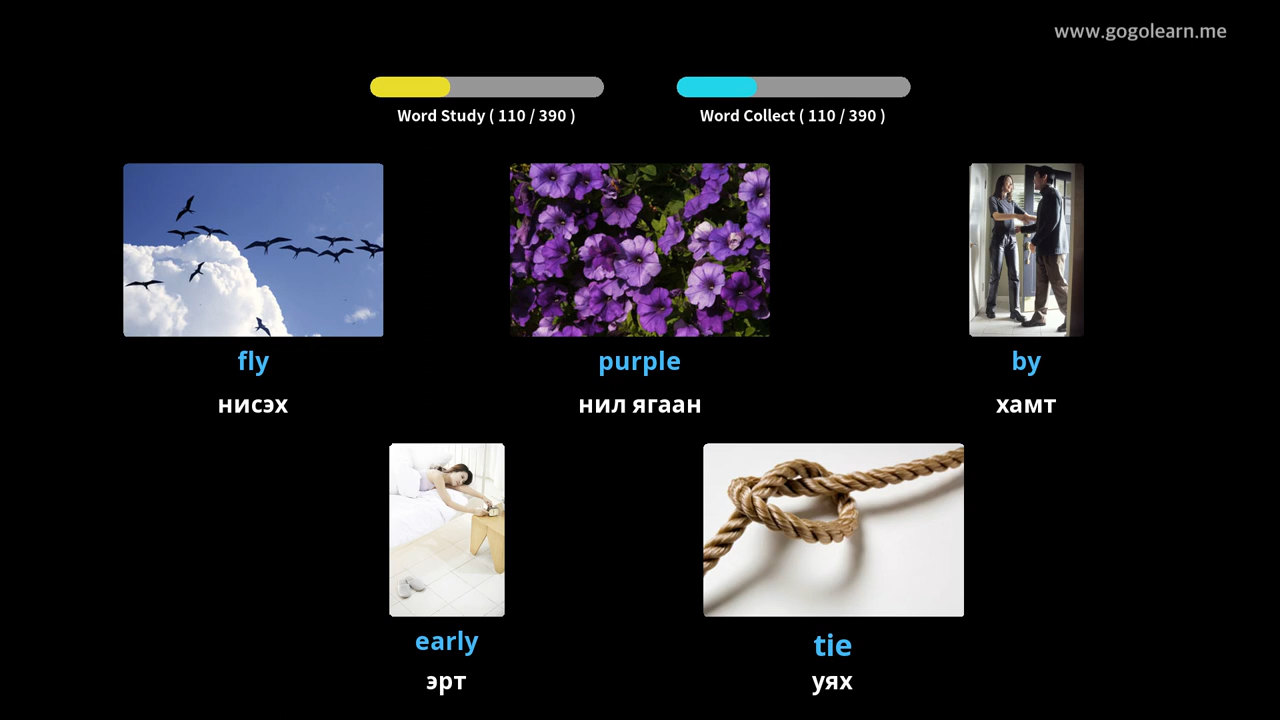 www.gogolearn.me
Word Study ( 110 / 390 )
Word Collect ( 110 / 390 )
fly
нисэх
purple
нил ягаан
by
хамт
early
эрт
tie
уях